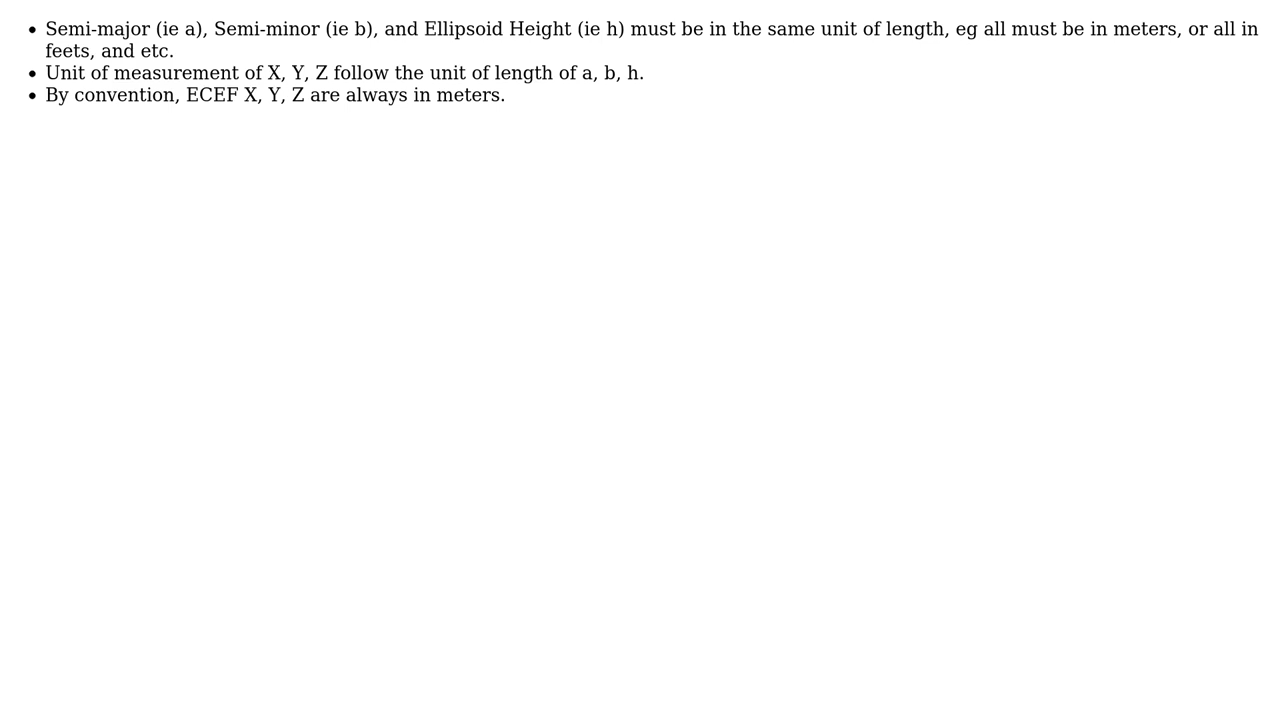 • Semi-major (ie a), Semi-minor (ie b), and Ellipsoid Height (ie h) must be in the same unit of length, eg all must be in meters, or all in
feets, and etc.
• Unit of measurement of X, Y, Z follow the unit of length of a, b, h.
• By convention, ECEF X, Y, Z are always in meters.